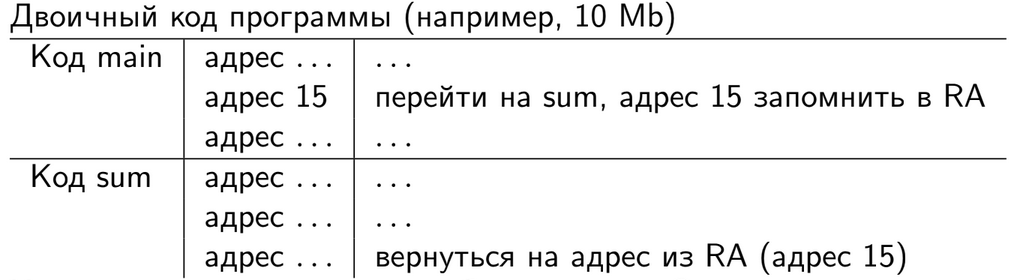 Двоичный код программы (например, 10 Mb)
Код main адрес ... ...
адрес 15 перейти на sum, адрес 15 запомнить в RA
адрес ... ...
Код sum адрес ... ...
адрес ... ...
адрес ... вернуться на адрес из RA (адрес 15)